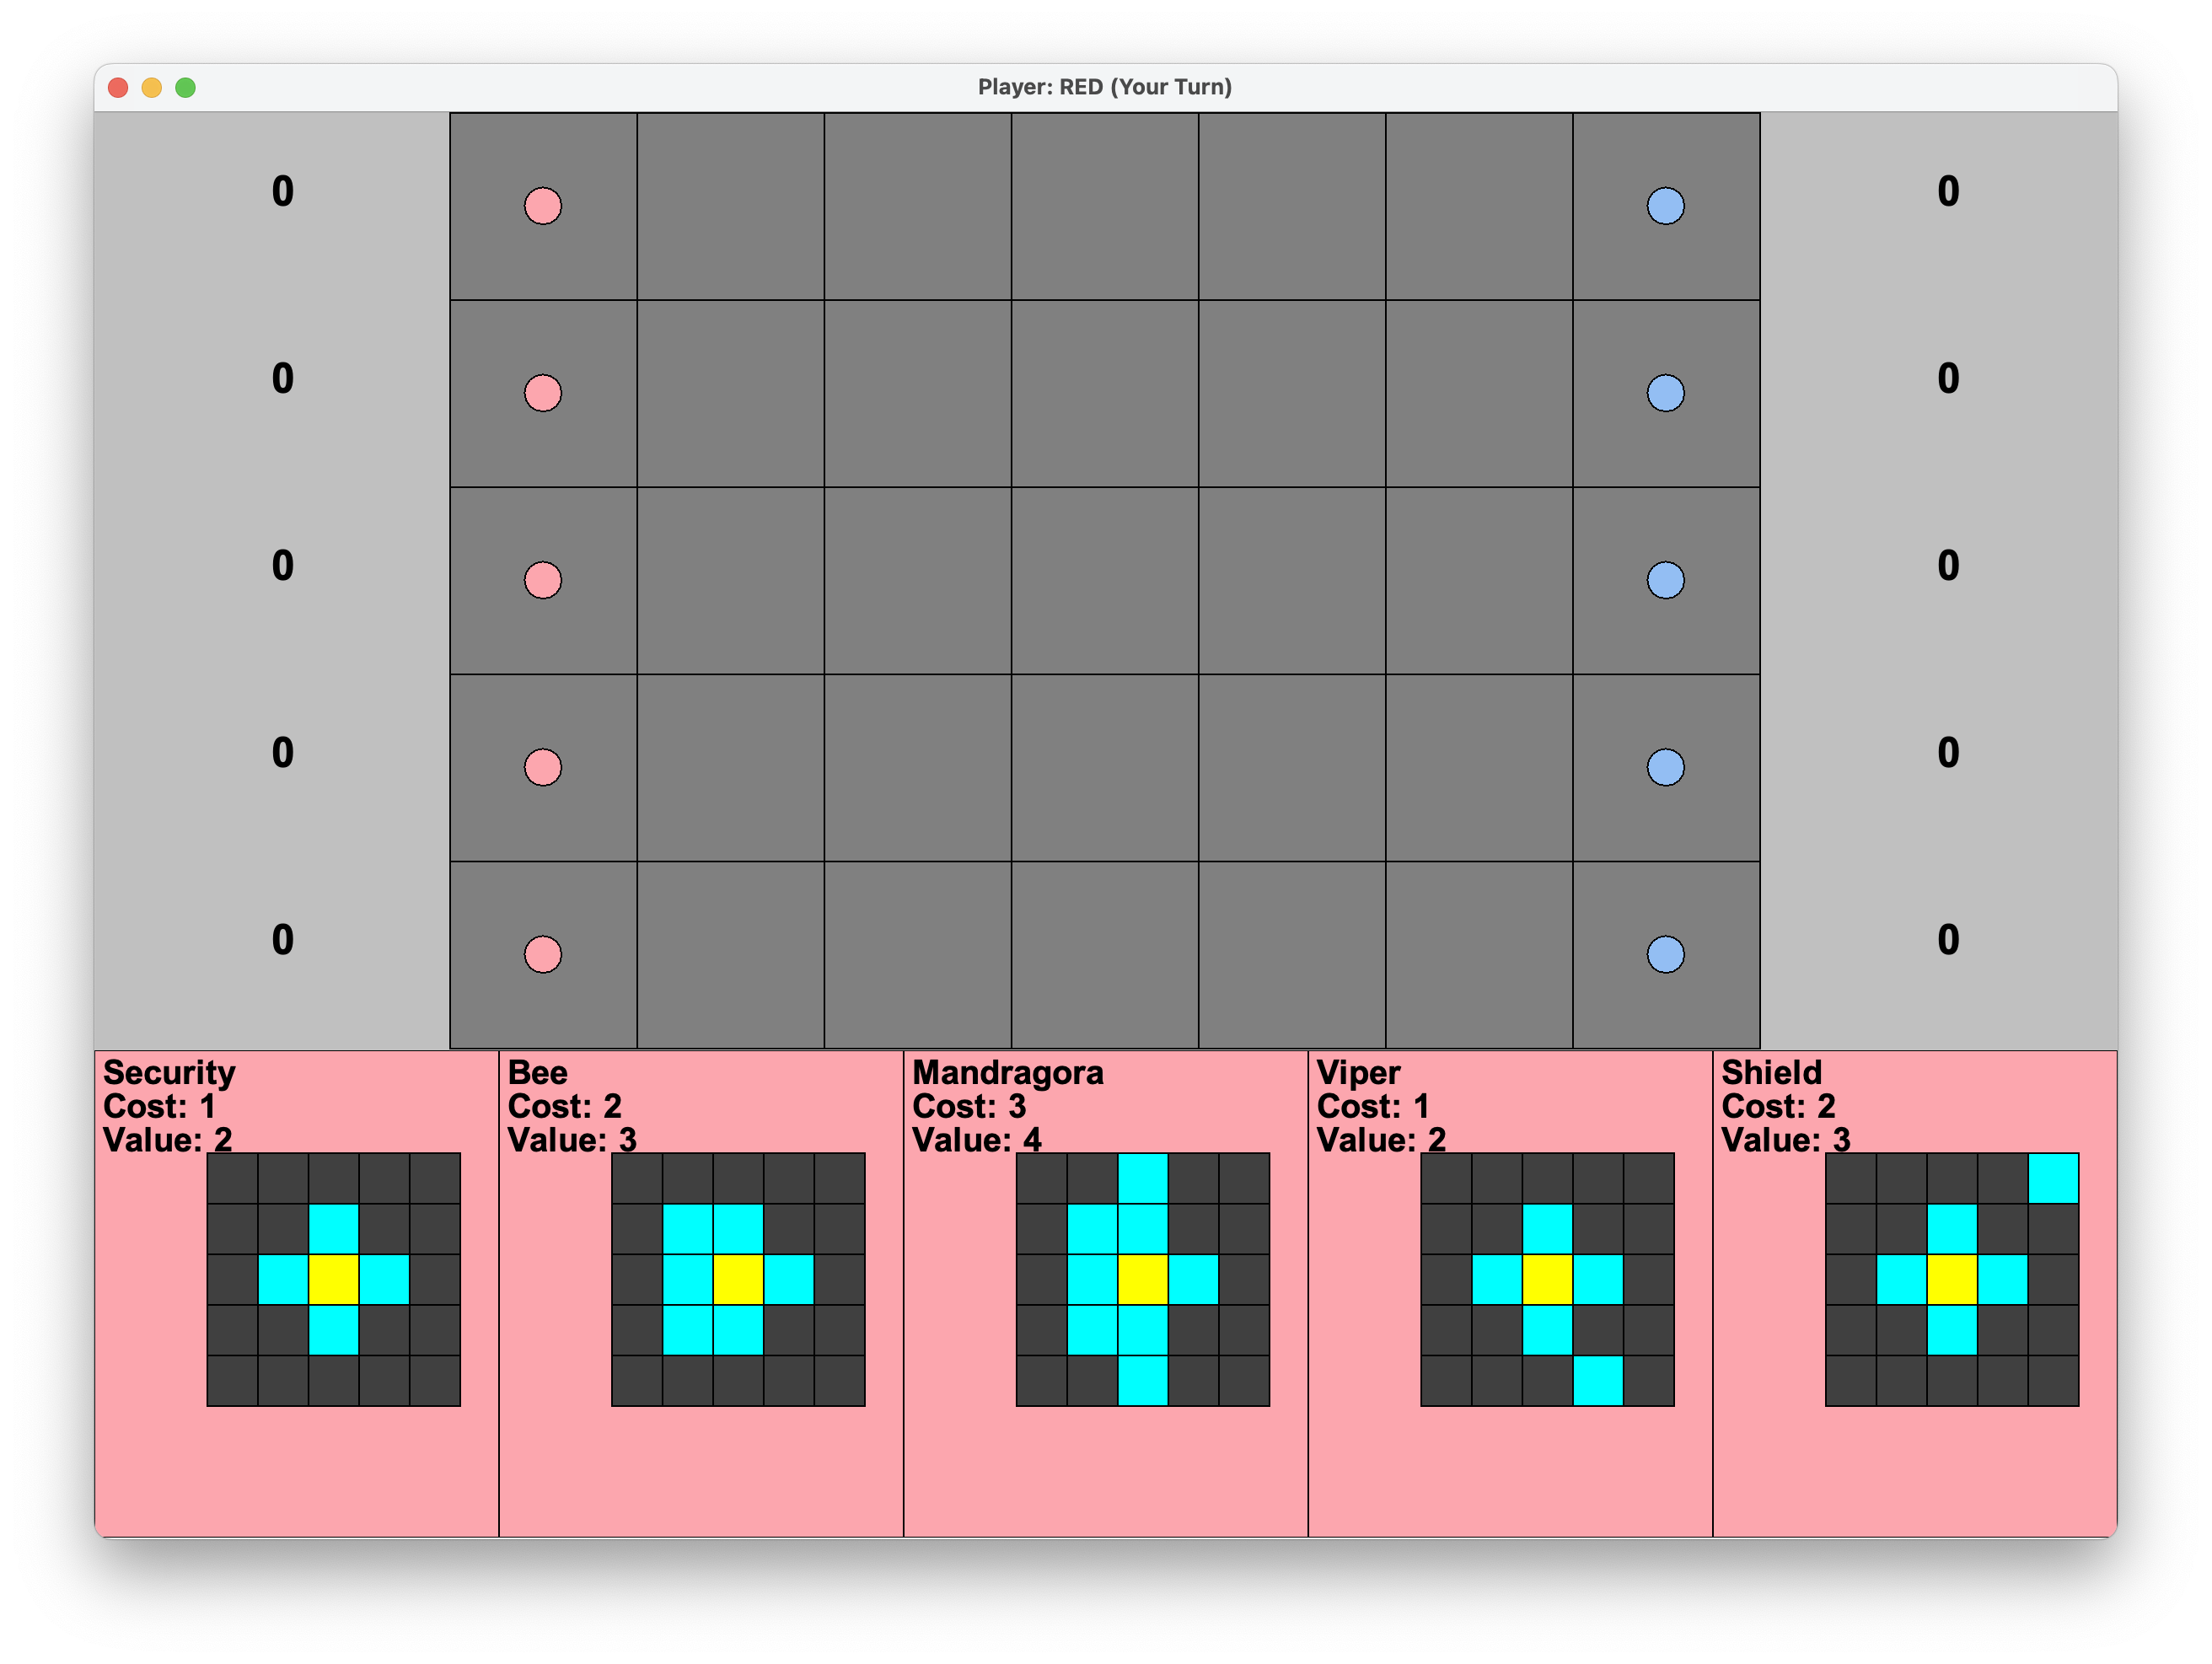 Player: RED (Your Turn)
0 0
0 0
0 0
0 0
0 0
Security
Cost: 1
Value: 2
Bee
Cost: 2
Value: 3
Mandragora
Cost: 3
Value: 4
Viper
Cost: 1
Value: 2
Shield
Cost: 2
Value: 3